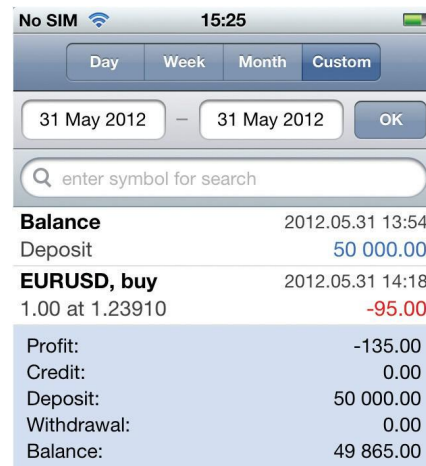 No SIM 15:25
Day Week Month Custom
31 May 2012 – 31 May 2012 OK
enter symbol for search
Balance 2012.05.31 13:54
Deposit 50 000.00
EURUSD, buy 2012.05.31 14:18
1.00 at 1.23910 -95.00
Profit: -135.00
Credit: 0.00
Deposit: 50 000.00
Withdrawal: 0.00
Balance: 49 865.00